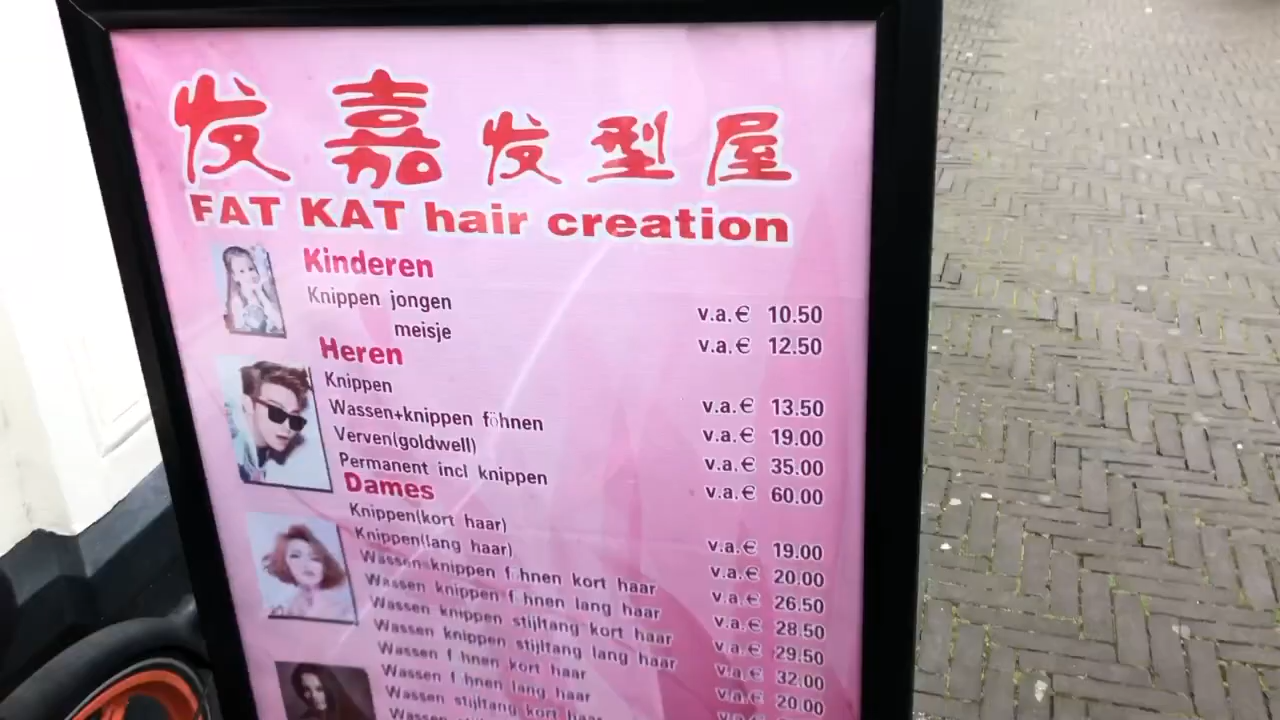 发嘉发型屋
FAT KAT hair creation
Kinderen
Knippen jongen v.a.€ 10.50
meisje v.a.€ 12.50
Heren
Knippen v.a.€ 13.50
Wassen+knippen föhnen v.a.€ 19.00
Verven(goldwell) v.a.€ 35.00
Permanent incl knippen v.a.€ 60.00
Dames
Knippen(kort haar) v.a.€ 19.00
Knippen(lang haar) v.a.€ 20.00
Wassen knippen föhnen kort haar v.a.€ 26.50
Wassen knippen föhnen lang haar v.a.€ 28.50
Wassen knippen stijltang kort haar v.a.€ 29.50
Wassen knippen stijltang lang haar v.a.€ 32.00
Wassen föhnen kort haar v.a.€ 20.00
Wassen föhnen lang haar
Wassen stijltang kort haar
Wassen